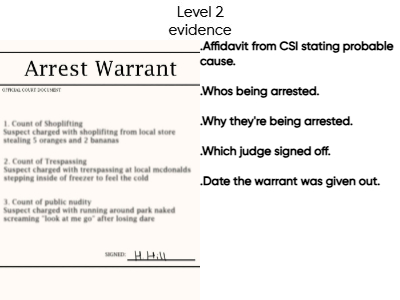 Level 2
evidence
Arrest Warrant
OFFICIAL COURT DOCUMENT
1. Count of Shoplifting
Suspect charged with shoplifitng from local store
stealing 5 oranges and 2 bananas
2. Count of Trespassing
Suspect charged with trerspassing at local mcdonalds
stepping inside of freezer to feel the cold
3. Count of public nudity
Suspect charged with running around park naked
screaming "look at me go" after losing dare
SIGNED: H Hill
.Affidavit from CSI stating probable
cause.
.Whos being arrested.
.Why they're being arrested.
.Which judge signed off.
.Date the warrant was given out.